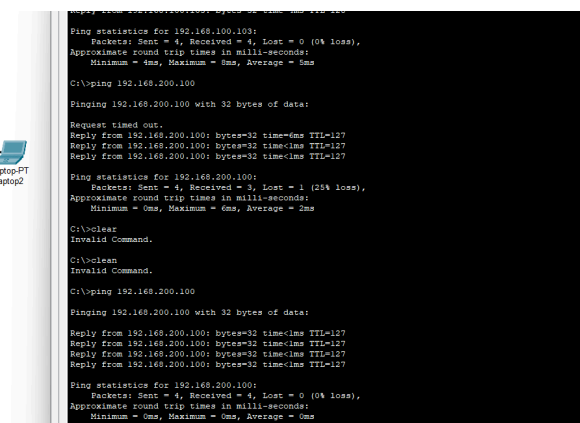 Ping statistics for 192.168.100.103:
Packets: Sent = 4, Received = 4, Lost = 0 (0% loss),
Approximate round trip times in milli-seconds:
Minimum = 4ms, Maximum = 8ms, Average = 5ms
C:\>ping 192.168.200.100
Pinging 192.168.200.100 with 32 bytes of data:
Request timed out.
Reply from 192.168.200.100: bytes=32 time=6ms TTL=127
Reply from 192.168.200.100: bytes=32 time<1ms TTL=127
Reply from 192.168.200.100: bytes=32 time<1ms TTL=127
Ping statistics for 192.168.200.100:
Packets: Sent = 4, Received = 3, Lost = 1 (25% loss),
Approximate round trip times in milli-seconds:
Minimum = 0ms, Maximum = 6ms, Average = 2ms
C:\>clear
Invalid Command.
C:\>clean
Invalid Command.
C:\>ping 192.168.200.100
Pinging 192.168.200.100 with 32 bytes of data:
Reply from 192.168.200.100: bytes=32 time<1ms TTL=127
Reply from 192.168.200.100: bytes=32 time<1ms TTL=127
Reply from 192.168.200.100: bytes=32 time<1ms TTL=127
Reply from 192.168.200.100: bytes=32 time<1ms TTL=127
Ping statistics for 192.168.200.100:
Packets: Sent = 4, Received = 4, Lost = 0 (0% loss),
Approximate round trip times in milli-seconds:
Minimum = 0ms, Maximum = 0ms, Average = 0ms
ptop-PT
aptop2